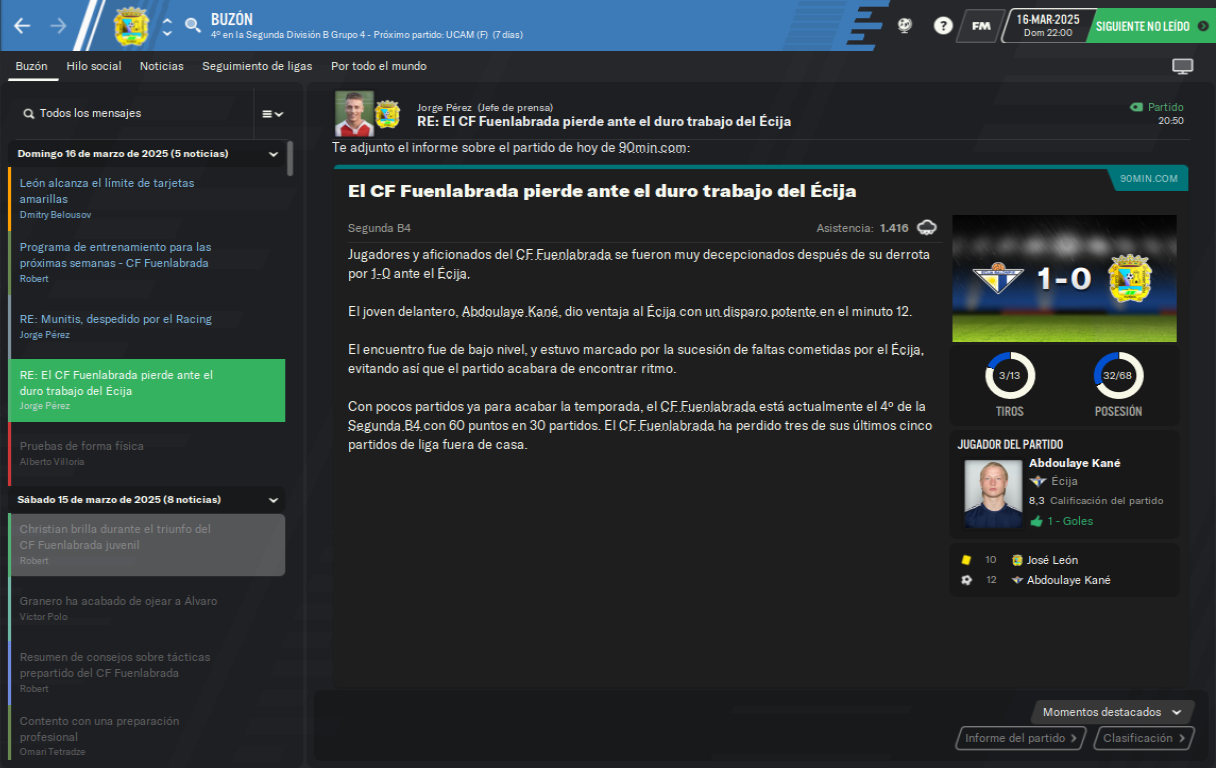 BUZÓN
4º en la Segunda División B Grupo 4 - Próximo partido: UCAM (F) (7 días)
?
FM
16-MAR-2025
Dom 22:00
SIGUIENTE NO LEÍDO
Buzón
Hilo social
Noticias
Seguimiento de ligas
Por todo el mundo
Todos los mensajes
Domingo 16 de marzo de 2025 (5 noticias)
León alcanza el límite de tarjetas
amarillas
Dmitry Belousov
Programa de entrenamiento para las
próximas semanas - CF Fuenlabrada
Robert
RE: Munitis, despedido por el Racing
Jorge Pérez
RE: El CF Fuenlabrada pierde ante el
duro trabajo del Écija
Jorge Pérez
Pruebas de forma física
Alberto Villoria
Sábado 15 de marzo de 2025 (8 noticias)
Christian brilla durante el triunfo del
CF Fuenlabrada juvenil
Robert
Granero ha acabado de ojear a Álvaro
Víctor Polo
Resumen de consejos sobre tácticas
prepartido del CF Fuenlabrada
Robert
Contento con una preparación
profesional
Omari Tetradze
Jorge Pérez (Jefe de prensa)
RE: El CF Fuenlabrada pierde ante el duro trabajo del Écija
Partido
20:50
Te adjunto el informe sobre el partido de hoy de 90min.com:
El CF Fuenlabrada pierde ante el duro trabajo del Écija
90MIN.COM
Segunda B4
Asistencia: 1.416
Jugadores y aficionados del CF Fuenlabrada se fueron muy decepcionados después de su derrota
por 1-0 ante el Écija.
El joven delantero, Abdoulaye Kané, dio ventaja al Écija con un disparo potente en el minuto 12.
El encuentro fue de bajo nivel, y estuvo marcado por la sucesión de faltas cometidas por el Écija,
evitando así que el partido acabara de encontrar ritmo.
Con pocos partidos ya para acabar la temporada, el CF Fuenlabrada está actualmente el 4º de la
Segunda B4 con 60 puntos en 30 partidos. El CF Fuenlabrada ha perdido tres de sus últimos cinco
partidos de liga fuera de casa.
1-0
3/13
32/68
TIROS
POSESIÓN
JUGADOR DEL PARTIDO
Abdoulaye Kané
Écija
8,3 Calificación del partido
1 - Goles
10 José León
12 Abdoulaye Kané
Momentos destacados
Informe del partido
Clasificación